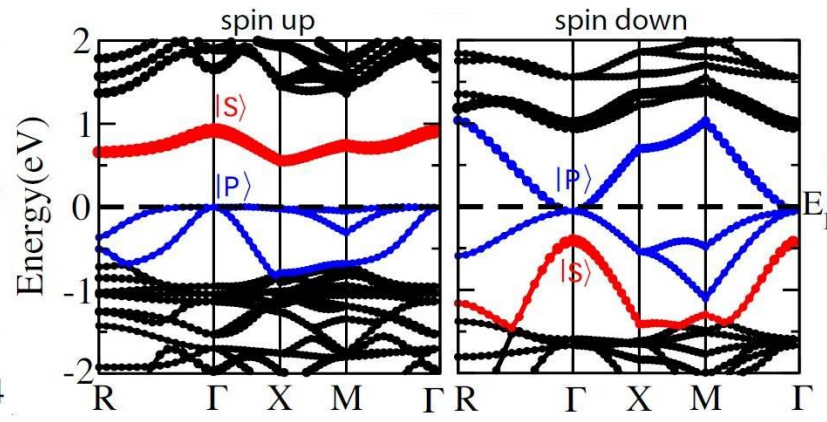 spin up
spin down
Energy(eV)
2
1
0
-1
-2
|S⟩
|P⟩
|P⟩
|S⟩
E
R
Γ
X
M
Γ
R
Γ
X
M
Γ